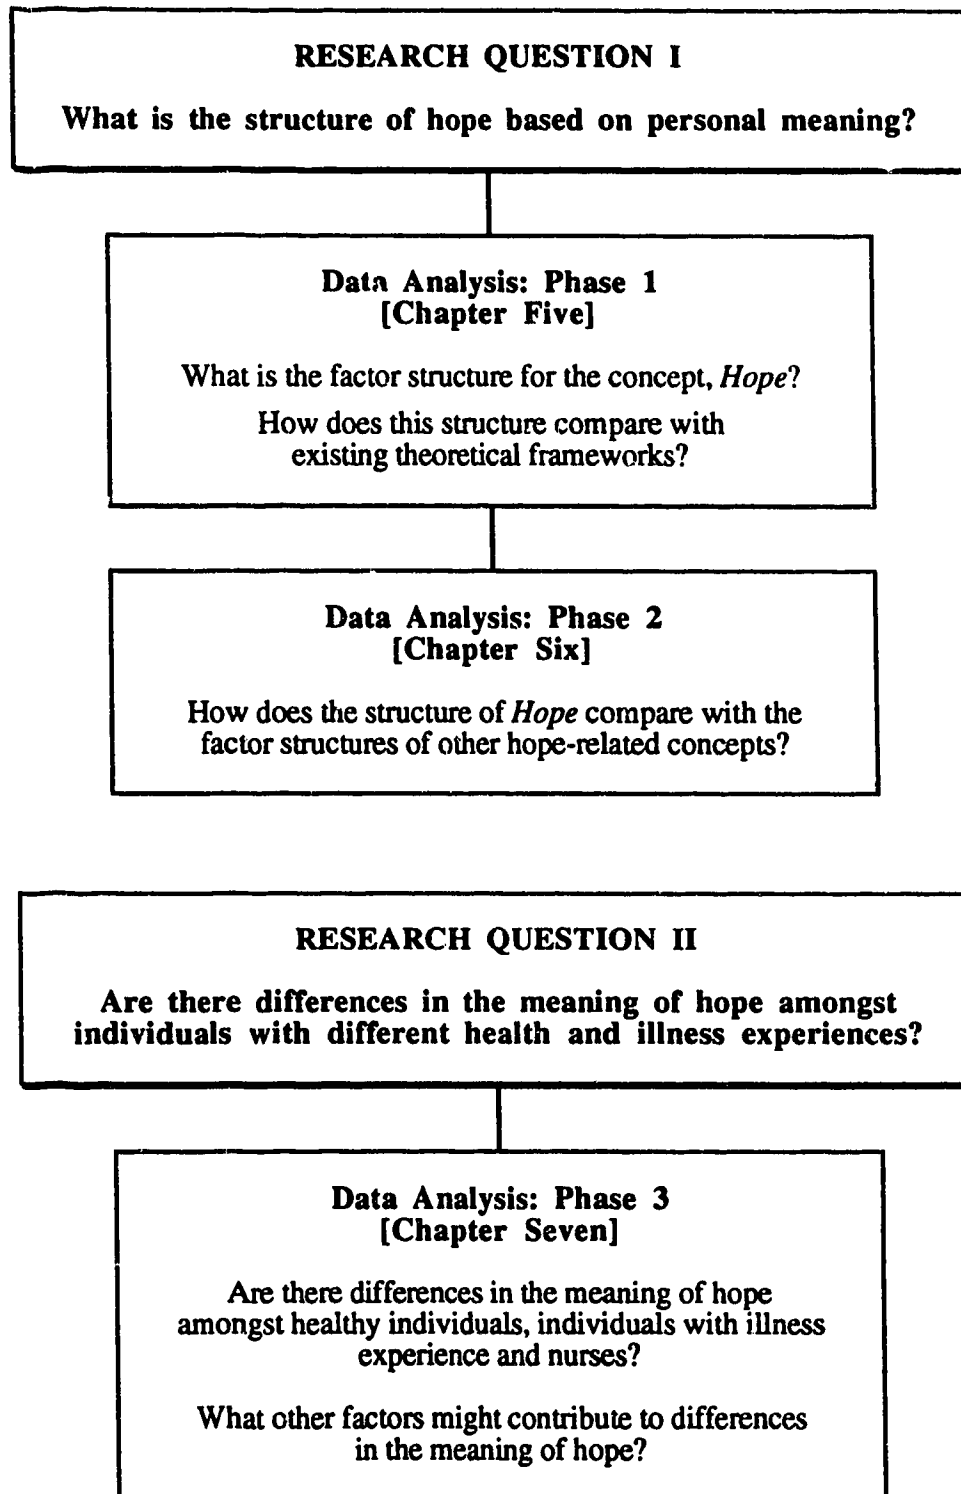 RESEARCH QUESTION I
What is the structure of hope based on personal meaning?
Data Analysis: Phase 1
[Chapter Five]
What is the factor structure for the concept, Hope?
How does this structure compare with
existing theoretical frameworks?
Data Analysis: Phase 2
[Chapter Six]
How does the structure of Hope compare with the
factor structures of other hope-related concepts?
RESEARCH QUESTION II
Are there differences in the meaning of hope amongst
individuals with different health and illness experiences?
Data Analysis: Phase 3
[Chapter Seven]
Are there differences in the meaning of hope
amongst healthy individuals, individuals with illness
experience and nurses?
What other factors might contribute to differences
in the meaning of hope?